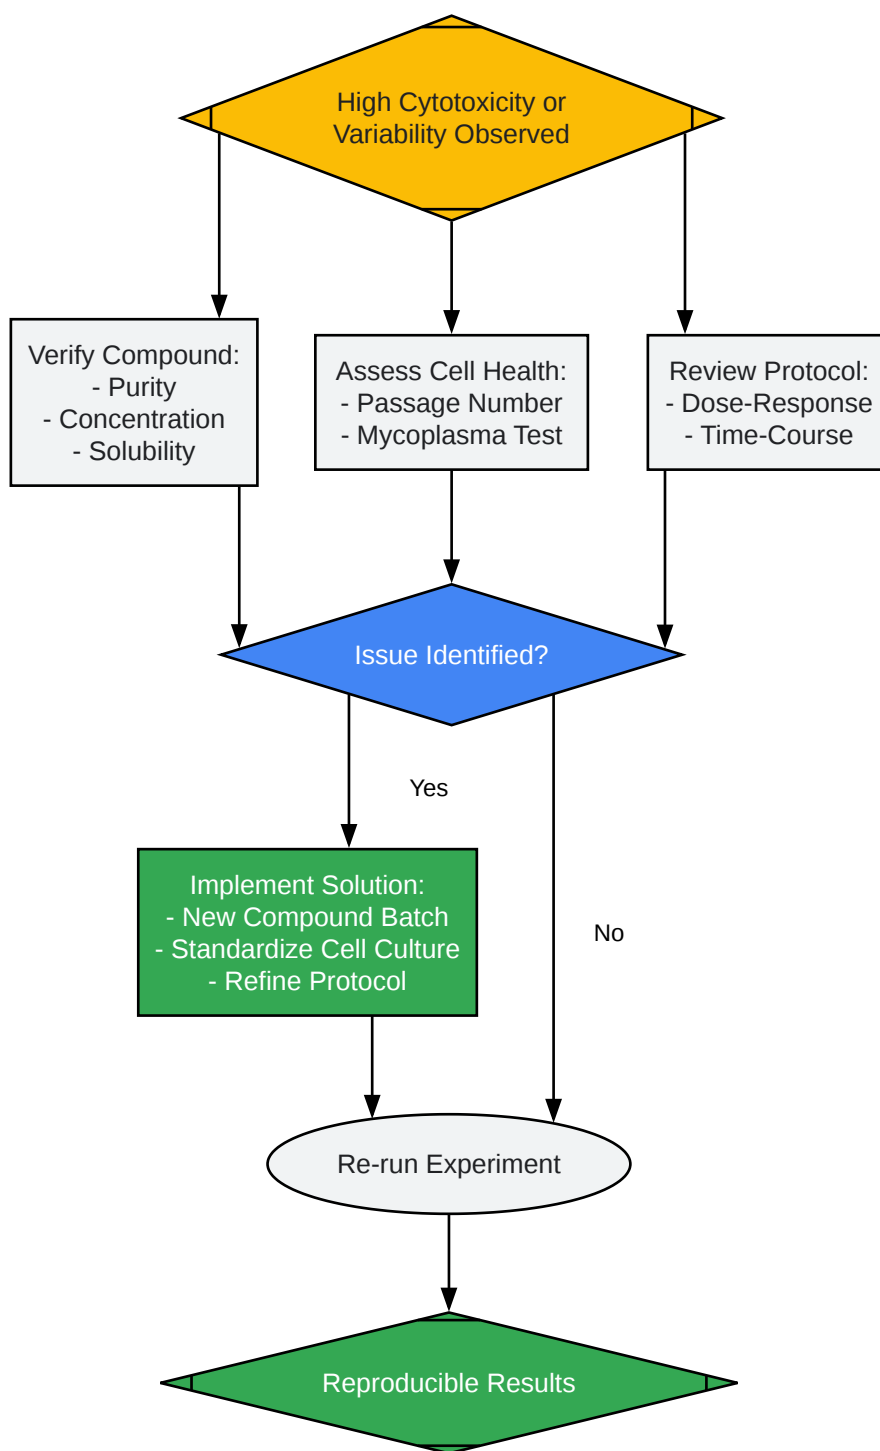 High Cytotoxicity or
Variability Observed
Verify Compound:
- Purity
- Concentration
- Solubility
Assess Cell Health:
- Passage Number
- Mycoplasma Test
Review Protocol:
- Dose-Response
- Time-Course
Issue Identified?
Yes
Implement Solution:
- New Compound Batch
- Standardize Cell Culture
- Refine Protocol
No
Re-run Experiment
Reproducible Results